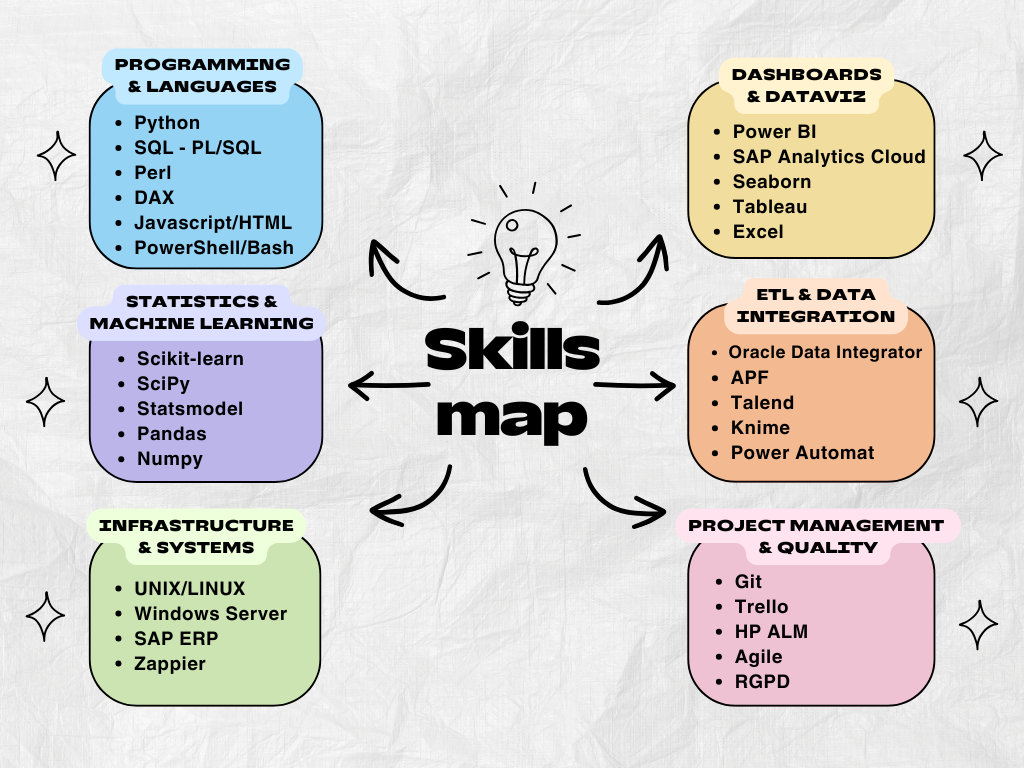 PROGRAMMING
& LANGUAGES
Python
SQL - PL/SQL
Perl
DAX
Javascript/HTML
PowerShell/Bash
STATISTICS &
MACHINE LEARNING
Scikit-learn
SciPy
Statsmodel
Pandas
Numpy
INFRASTRUCTURE
& SYSTEMS
UNIX/LINUX
Windows Server
SAP ERP
Zappier
Skills
map
DASHBOARDS
& DATAVIZ
Power BI
SAP Analytics Cloud
Seaborn
Tableau
Excel
ETL & DATA
INTEGRATION
Oracle Data Integrator
APF
Talend
Knime
Power Automat
PROJECT MANAGEMENT
& QUALITY
Git
Trello
HP ALM
Agile
RGPD